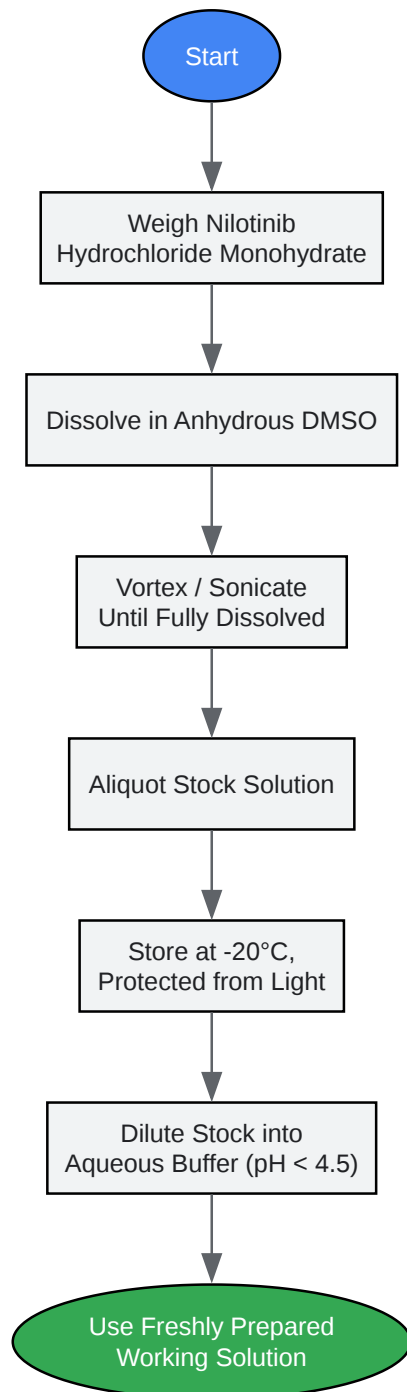 Start
Weigh Nilotinib
Hydrochloride Monohydrate
Dissolve in Anhydrous DMSO
Vortex / Sonicate
Until Fully Dissolved
Aliquot Stock Solution
Store at -20°C,
Protected from Light
Dilute Stock into
Aqueous Buffer (pH < 4.5)
Use Freshly Prepared
Working Solution